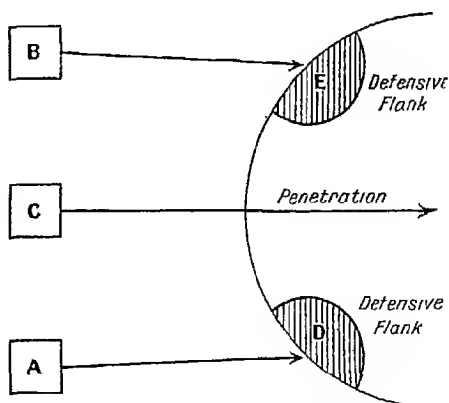 B
E
Defensive
Flank
C
Penetration
Defensive
Flank
D
A